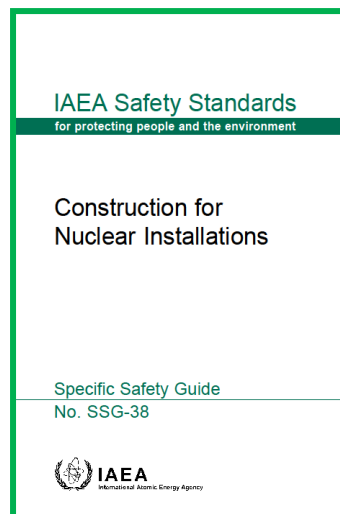 IAEA Safety Standards
for protecting people and the environment
Construction for
Nuclear Installations
Specific Safety Guide
No. SSG-38
IAEA
International Atomic Energy Agency